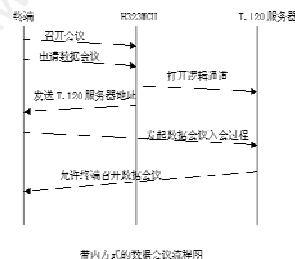 终端 H323MCU T.120服务器
召开会议
申请数据会议
打开逻辑通道
发送T.120服务器地址
发起数据会议入会过程
允许终端召开数据会议
带内方式的数据会议流程图